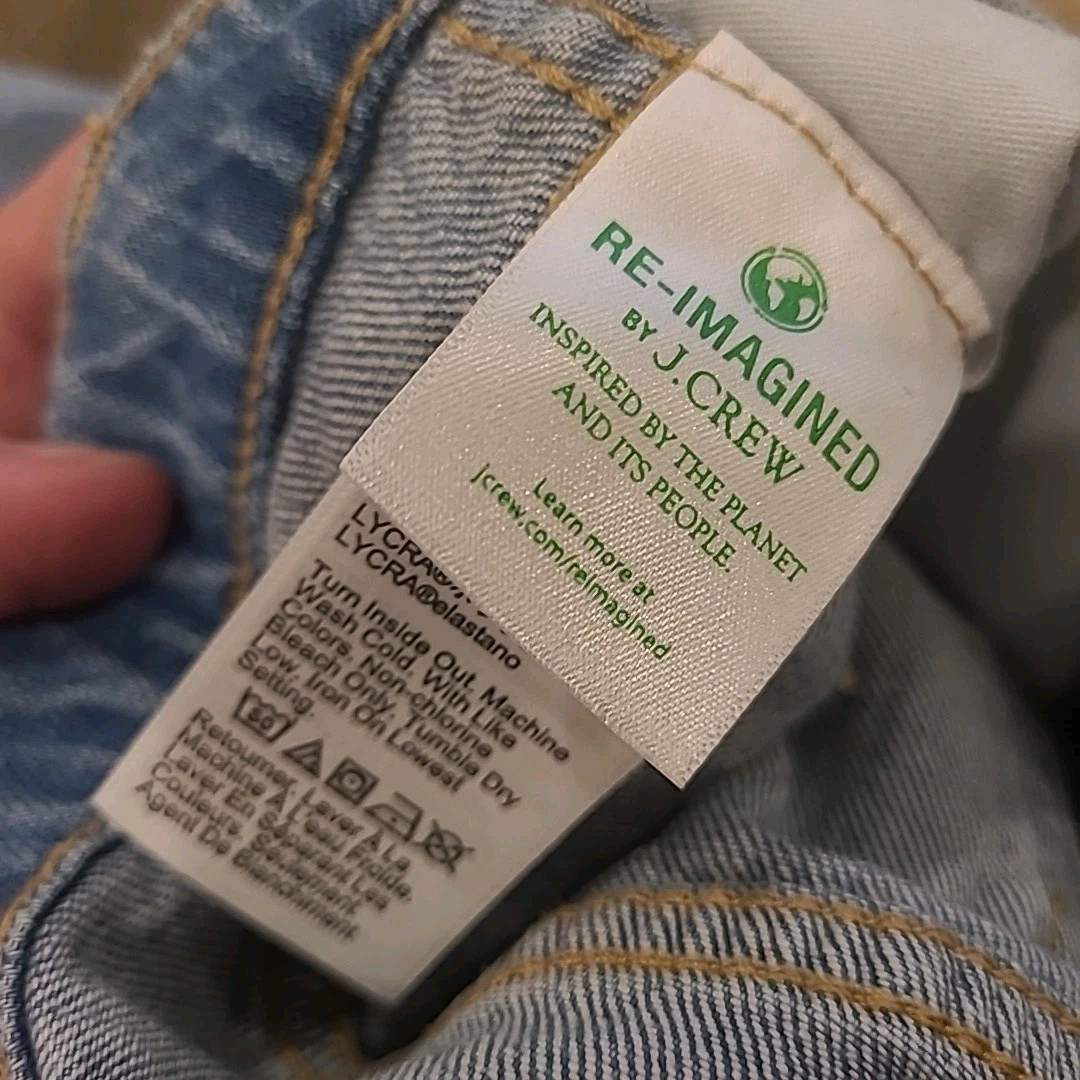 RE-IMAGINED
BY J.CREW
INSPIRED BY THE PLANET
AND ITS PEOPLE.
Learn more at
jcrew.com/reimagined
LYCRA®
LYCRA®elastano
Turn Inside Out, Machine
Wash Cold, With Like
Colors, Non-chlorine
Bleach Only, Tumble Dry
Low, Iron On Lowest
Setting.
30
Retourner, Laver A La
Machine A L'eau Froide,
Laver En Séparant Les
Couleurs, Seulement
Agent De Blanchiment